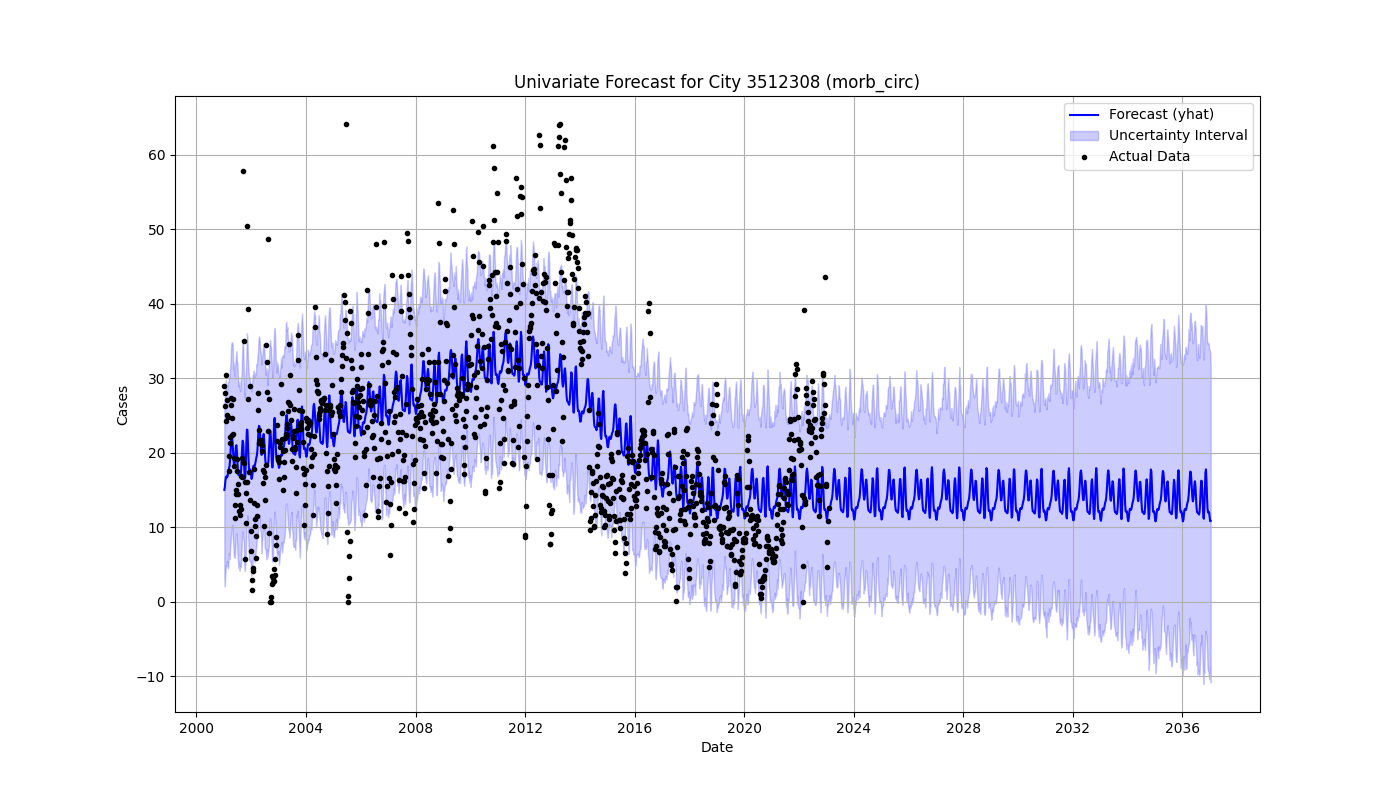 Univariate Forecast for City 3512308 (morb_circ)
Forecast (yhat)
Uncertainty Interval
Actual Data
60
50
40
30
20
10
0
−10
Cases
2000 2004 2008 2012 2016 2020 2024 2028 2032 2036
Date